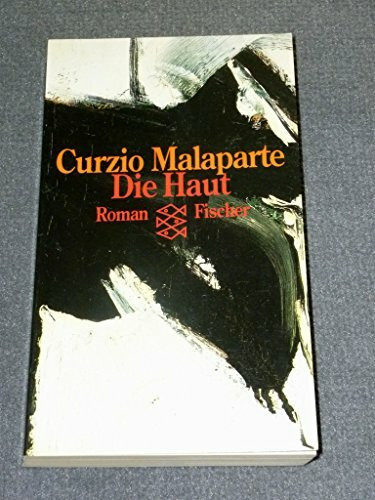 Curzio Malaparte
Die Haut
Roman Fischer